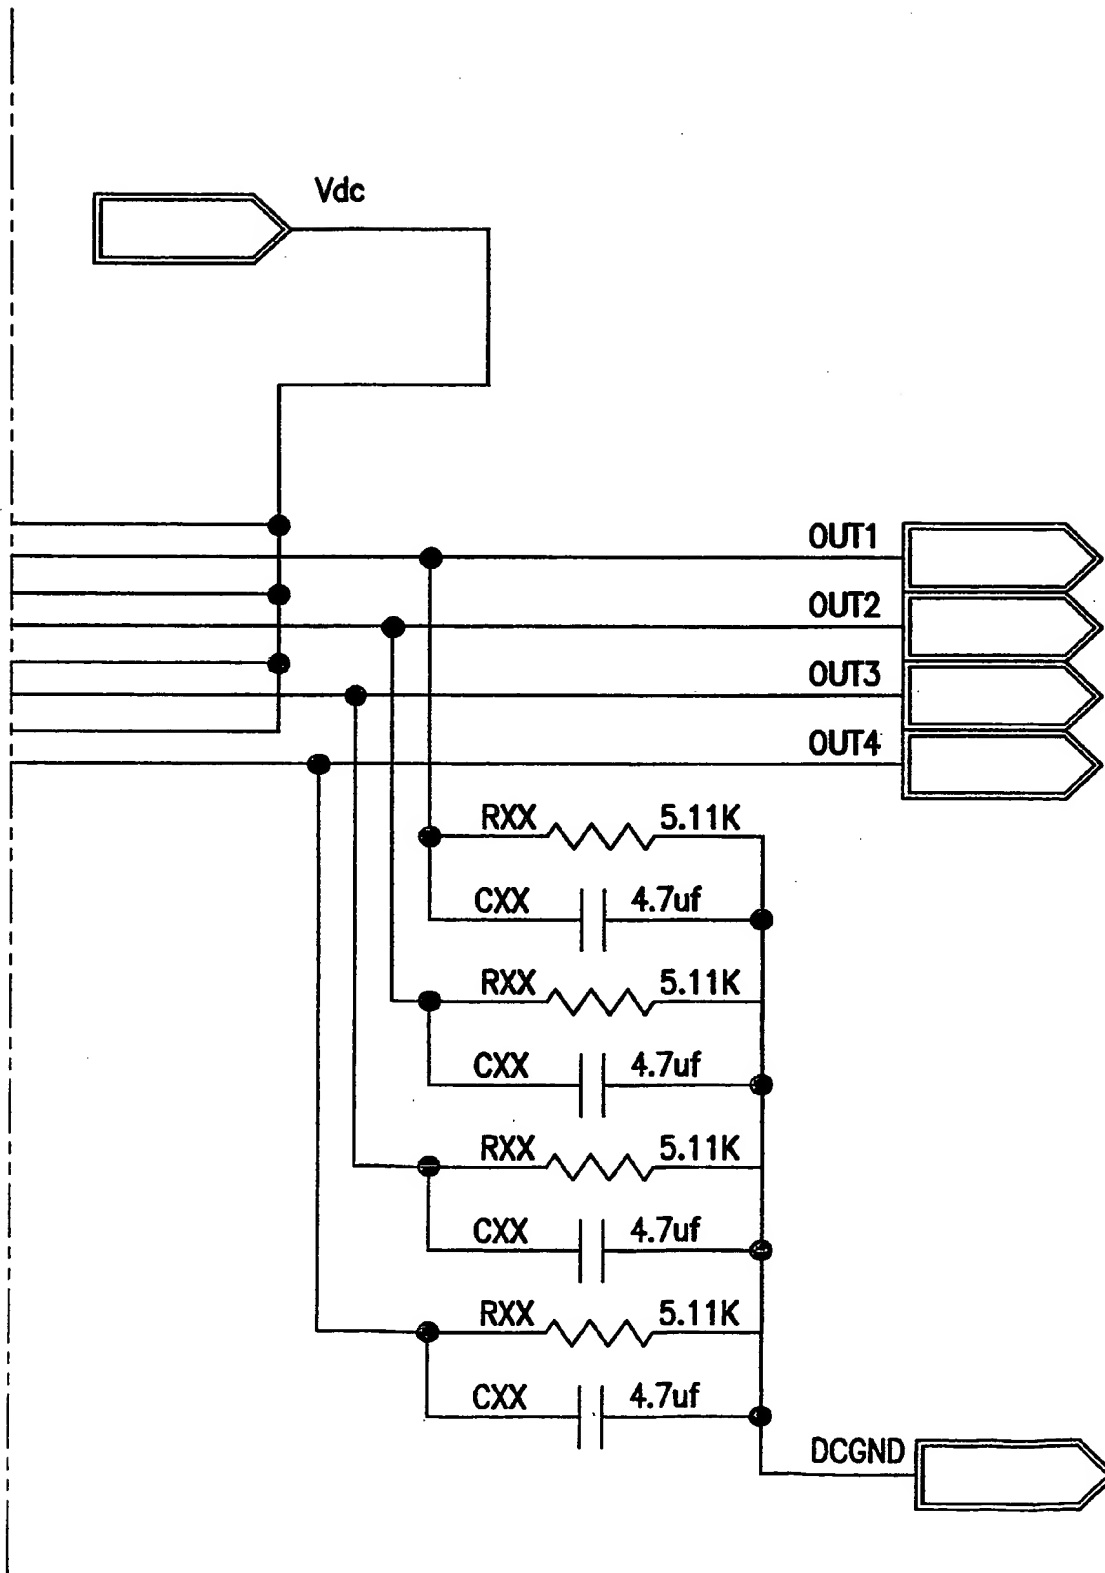 Vdc
OUT1
OUT2
OUT3
OUT4
RXX 5.11K
CXX 4.7uf
RXX 5.11K
CXX 4.7uf
RXX 5.11K
CXX 4.7uf
RXX 5.11K
CXX 4.7uf
DCGND